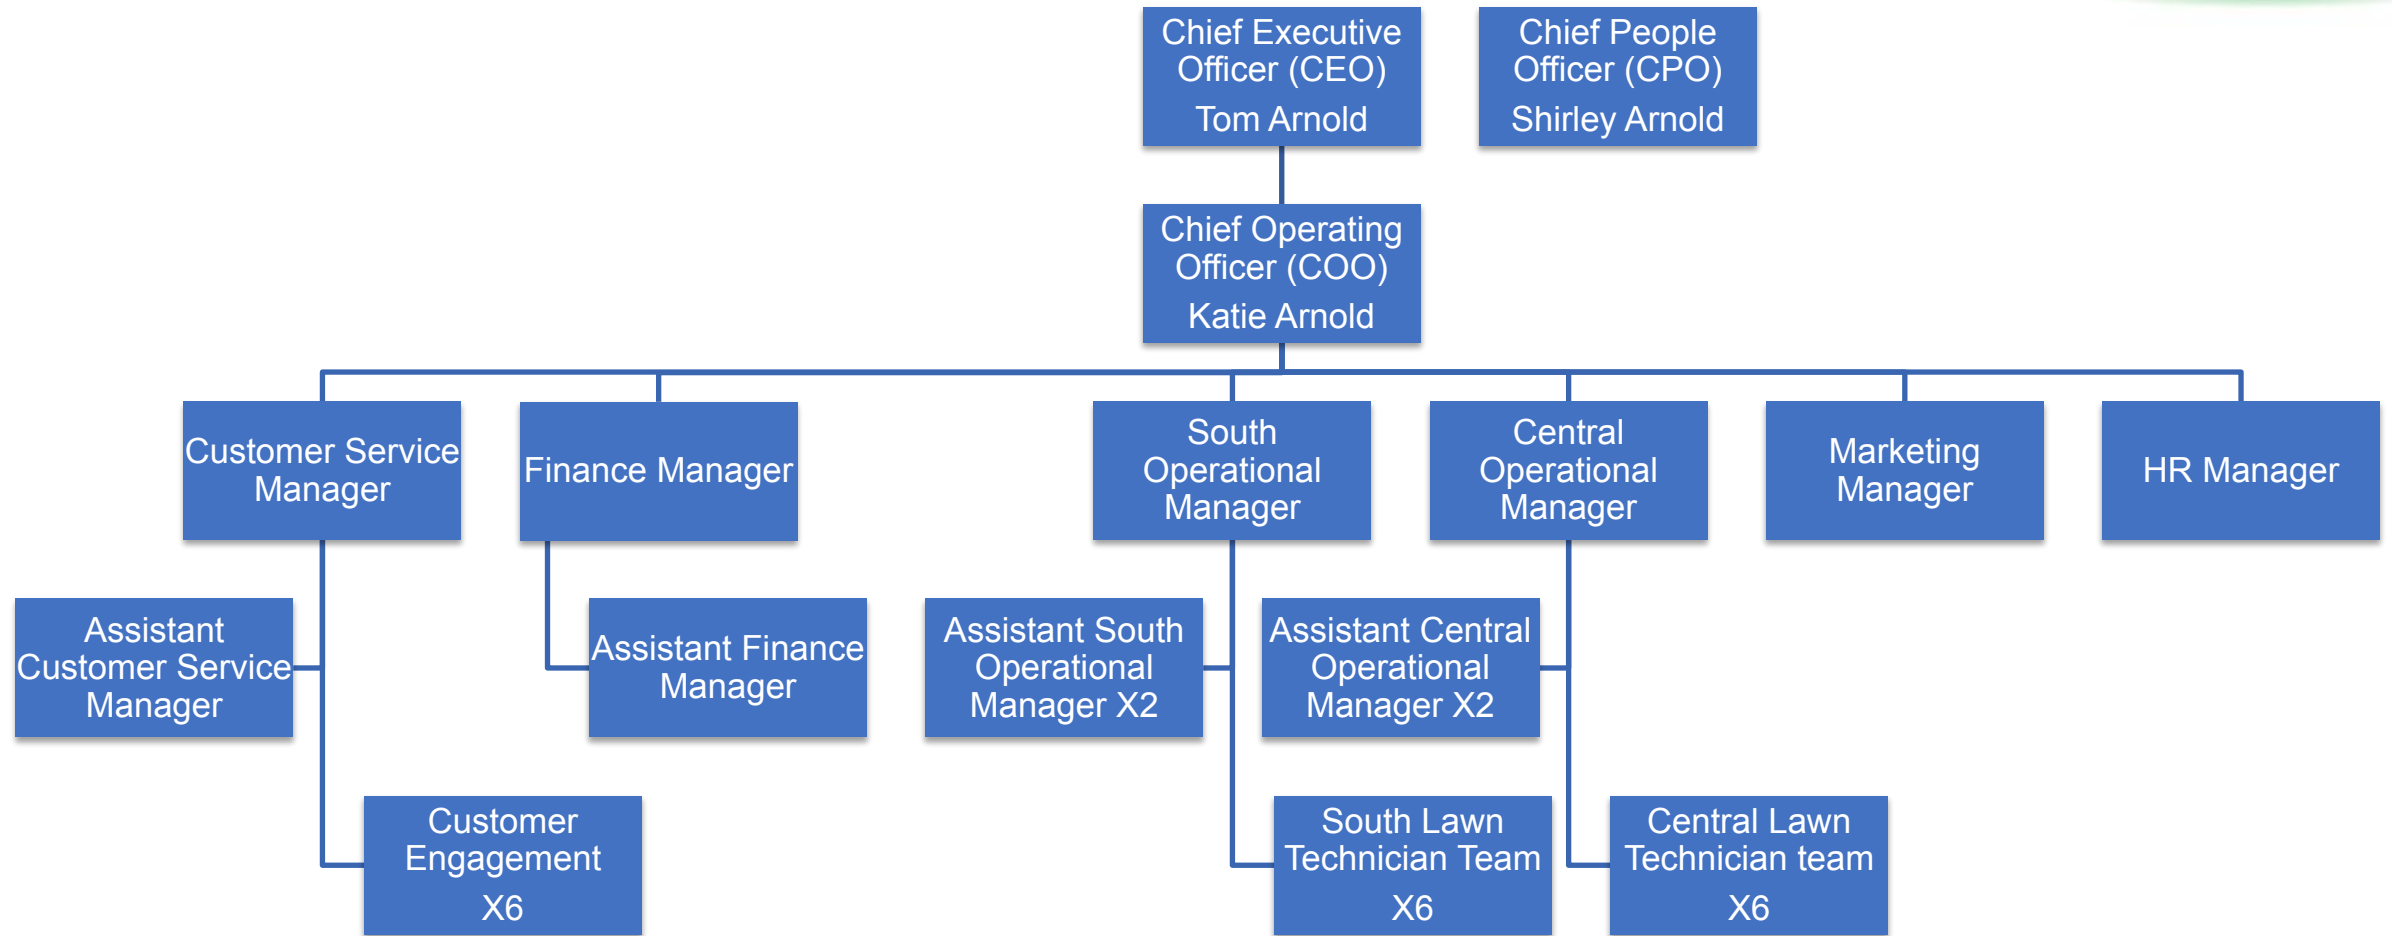 Chief Executive
Officer (CEO)
Tom Arnold
Chief People
Officer (CPO)
Shirley Arnold
Chief Operating
Officer (COO)
Katie Arnold
Customer Service
Manager
Finance Manager
South
Operational
Manager
Central
Operational
Manager
Marketing
Manager
HR Manager
Assistant
Customer Service
Manager
Assistant Finance
Manager
Assistant South
Operational
Manager X2
Assistant Central
Operational
Manager X2
Customer
Engagement
X6
South Lawn
Technician Team
X6
Central Lawn
Technician team
X6